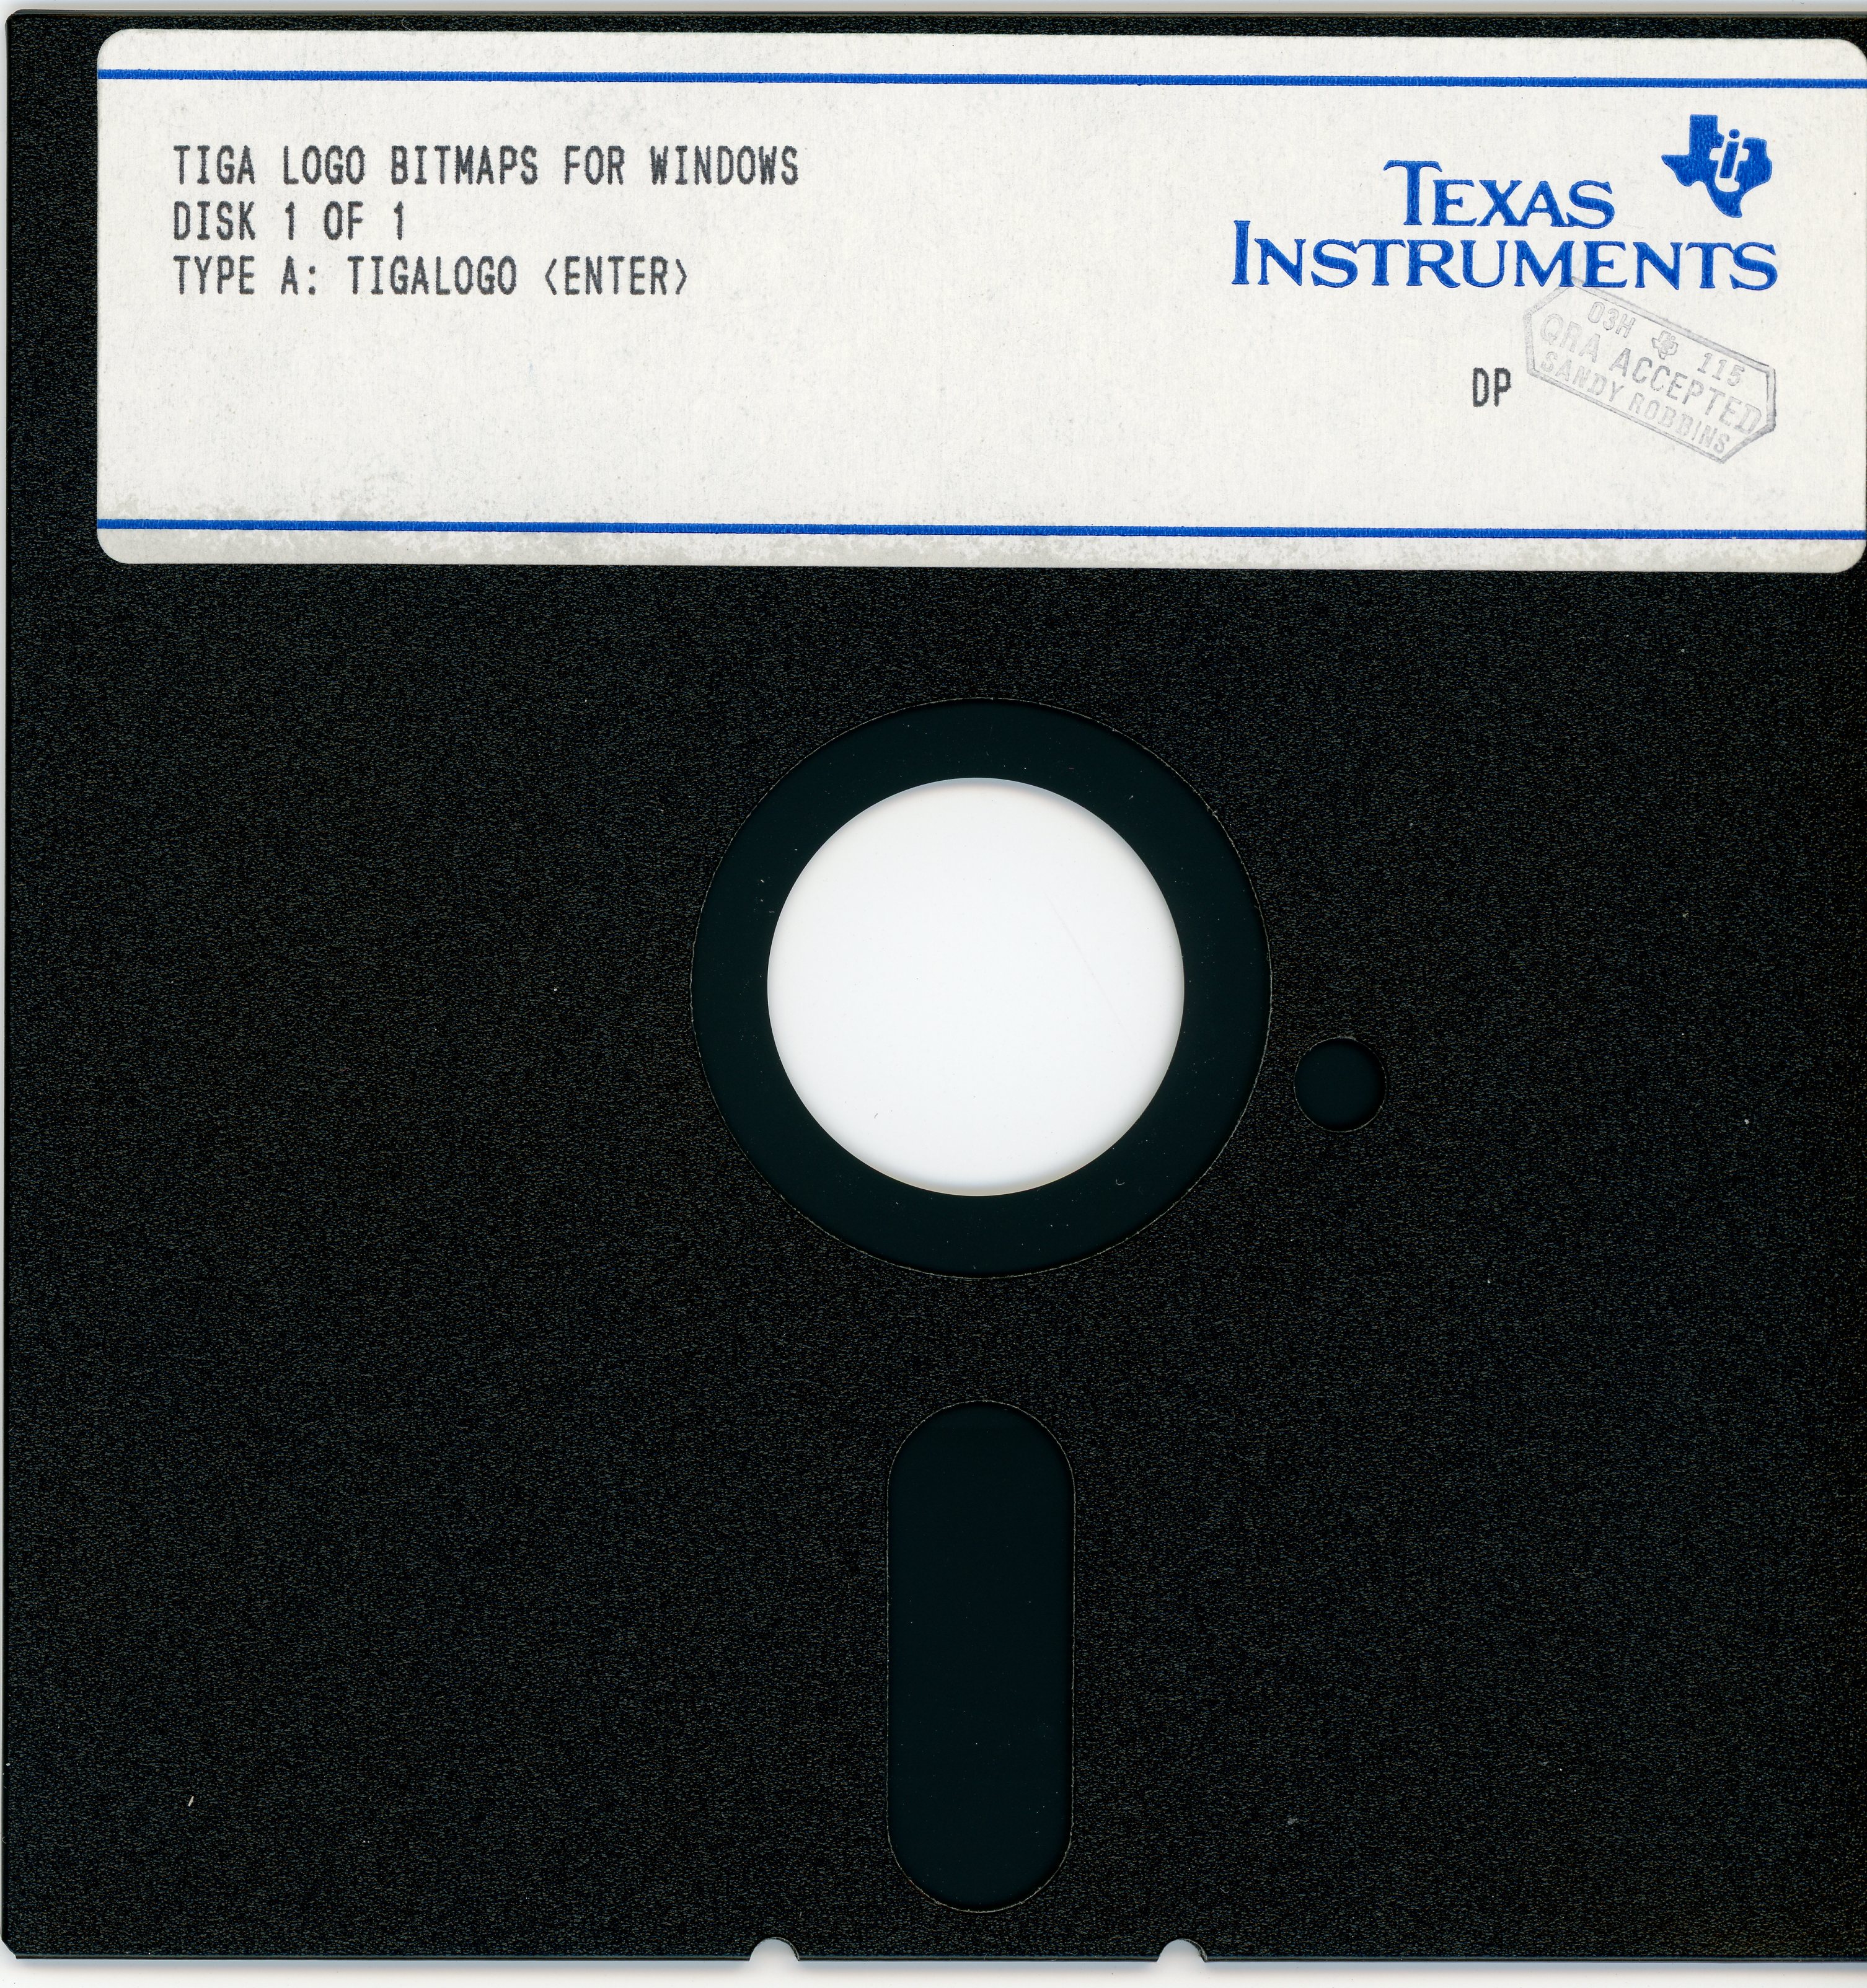 TIGA LOGO BITMAPS FOR WINDOWS
DISK 1 OF 1
TYPE A: TIGALOGO <ENTER>
TEXAS
INSTRUMENTS
DP
03H 115
QRA ACCEPTED
SANDY ROBBINS